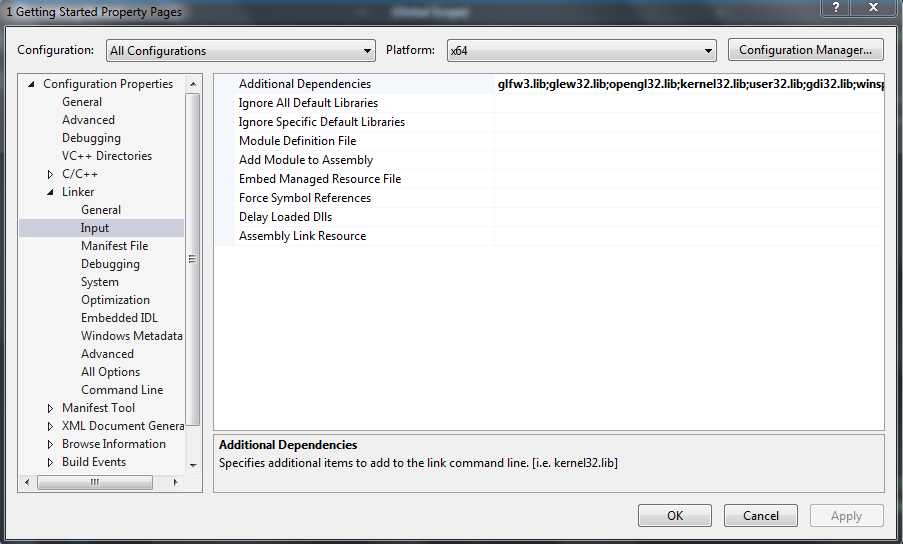 1 Getting Started Property Pages
Configuration: All Configurations Platform: x64 Configuration Manager...
Configuration Properties
General
Advanced
Debugging
VC++ Directories
C/C++
Linker
General
Input
Manifest File
Debugging
System
Optimization
Embedded IDL
Windows Metadata
Advanced
All Options
Command Line
Manifest Tool
XML Document Genera
Browse Information
Build Events
Additional Dependencies glfw3.lib;glew32.lib;opengl32.lib;kernel32.lib;user32.lib;gdi32.lib;winsp
Ignore All Default Libraries
Ignore Specific Default Libraries
Module Definition File
Add Module to Assembly
Embed Managed Resource File
Force Symbol References
Delay Loaded Dlls
Assembly Link Resource
Additional Dependencies
Specifies additional items to add to the link command line. [i.e. kernel32.lib]
OK Cancel Apply